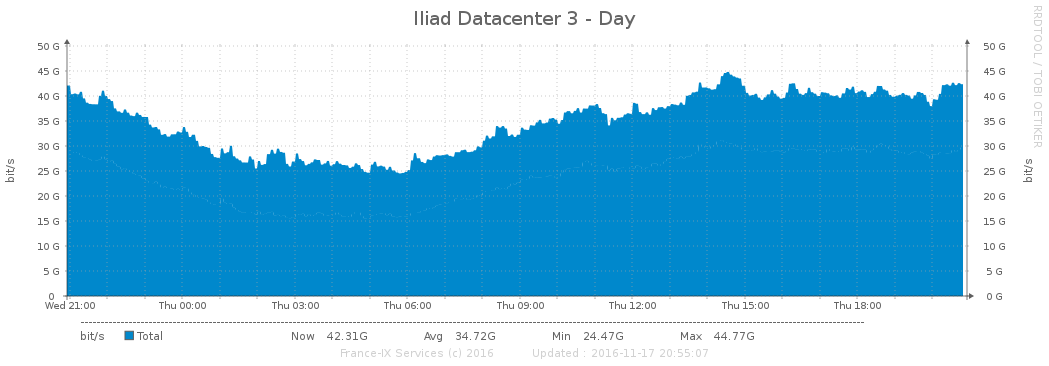 Iliad Datacenter 3 - Day
RRDTOOL / TOBI OETIKER
bit/s
bit/s
50 G 50 G
45 G 45 G
40 G 40 G
35 G 35 G
30 G 30 G
25 G 25 G
20 G 20 G
15 G 15 G
10 G 10 G
5 G 5 G
0 0 G
Wed 21:00 Thu 00:00 Thu 03:00 Thu 06:00 Thu 09:00 Thu 12:00 Thu 15:00 Thu 18:00
bit/s Total Now 42.31G Avg 34.72G Min 24.47G Max 44.77G
France-IX Services (c) 2016 Updated : 2016-11-17 20:55:07